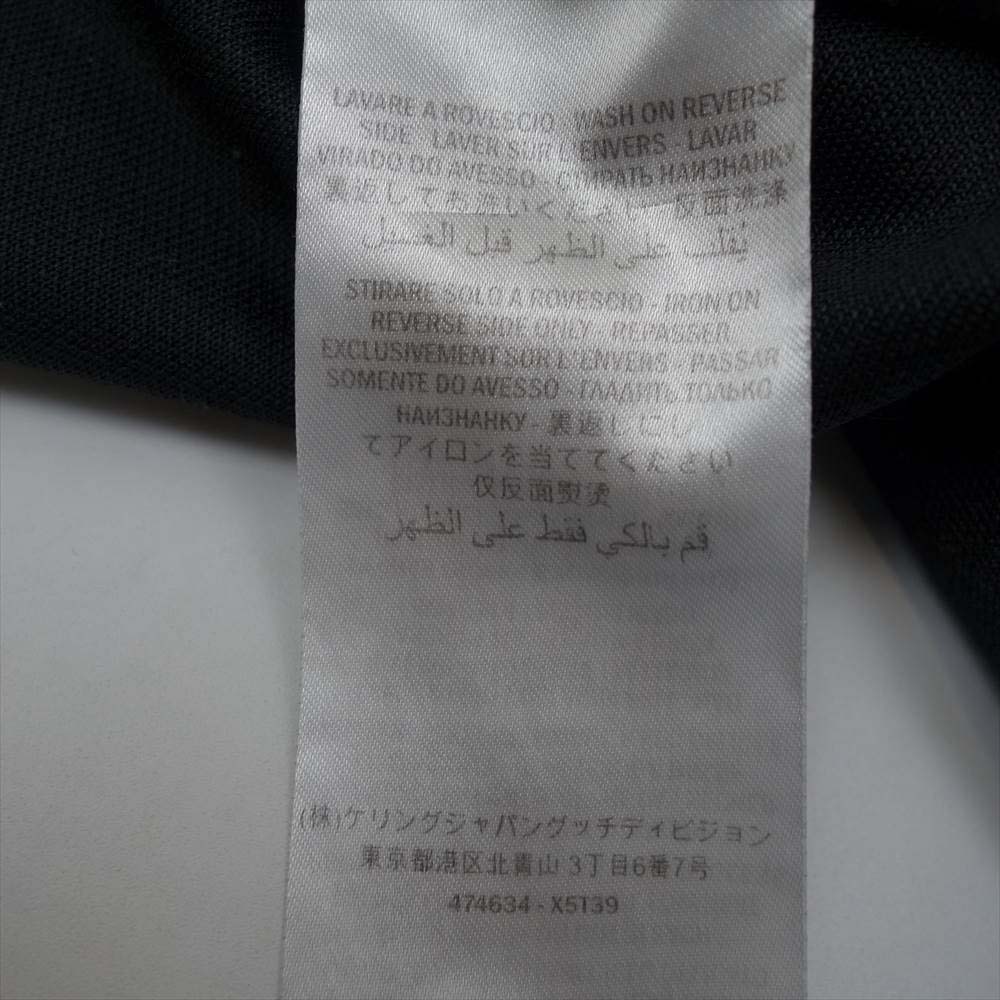 LAVARE A ROVESCIO - WASH ON REVERSE
SIDE - LAVER SUR L'ENVERS - LAVAR
VIRADO DO AVESSO - СТИРАТЬ НАИЗНАНКУ
裏返してお洗いください - 反面洗涤
يُقلب على الظهر قبل الغسيل
STIRARE SOLO A ROVESCIO - IRON ON
REVERSE SIDE ONLY - REPASSER
EXCLUSIVEMENT SUR L'ENVERS - PASSAR
SOMENTE DO AVESSO - ГЛАДИТЬ ТОЛЬКО
НАИЗНАНКУ - 裏返しにし
てアイロンを当ててください
仅反面熨烫
قم بالكي فقط على الظهر
(株)ケリングジャパングッチディビジョン
東京都港区北青山3丁目6番7号
474634 - X5T39